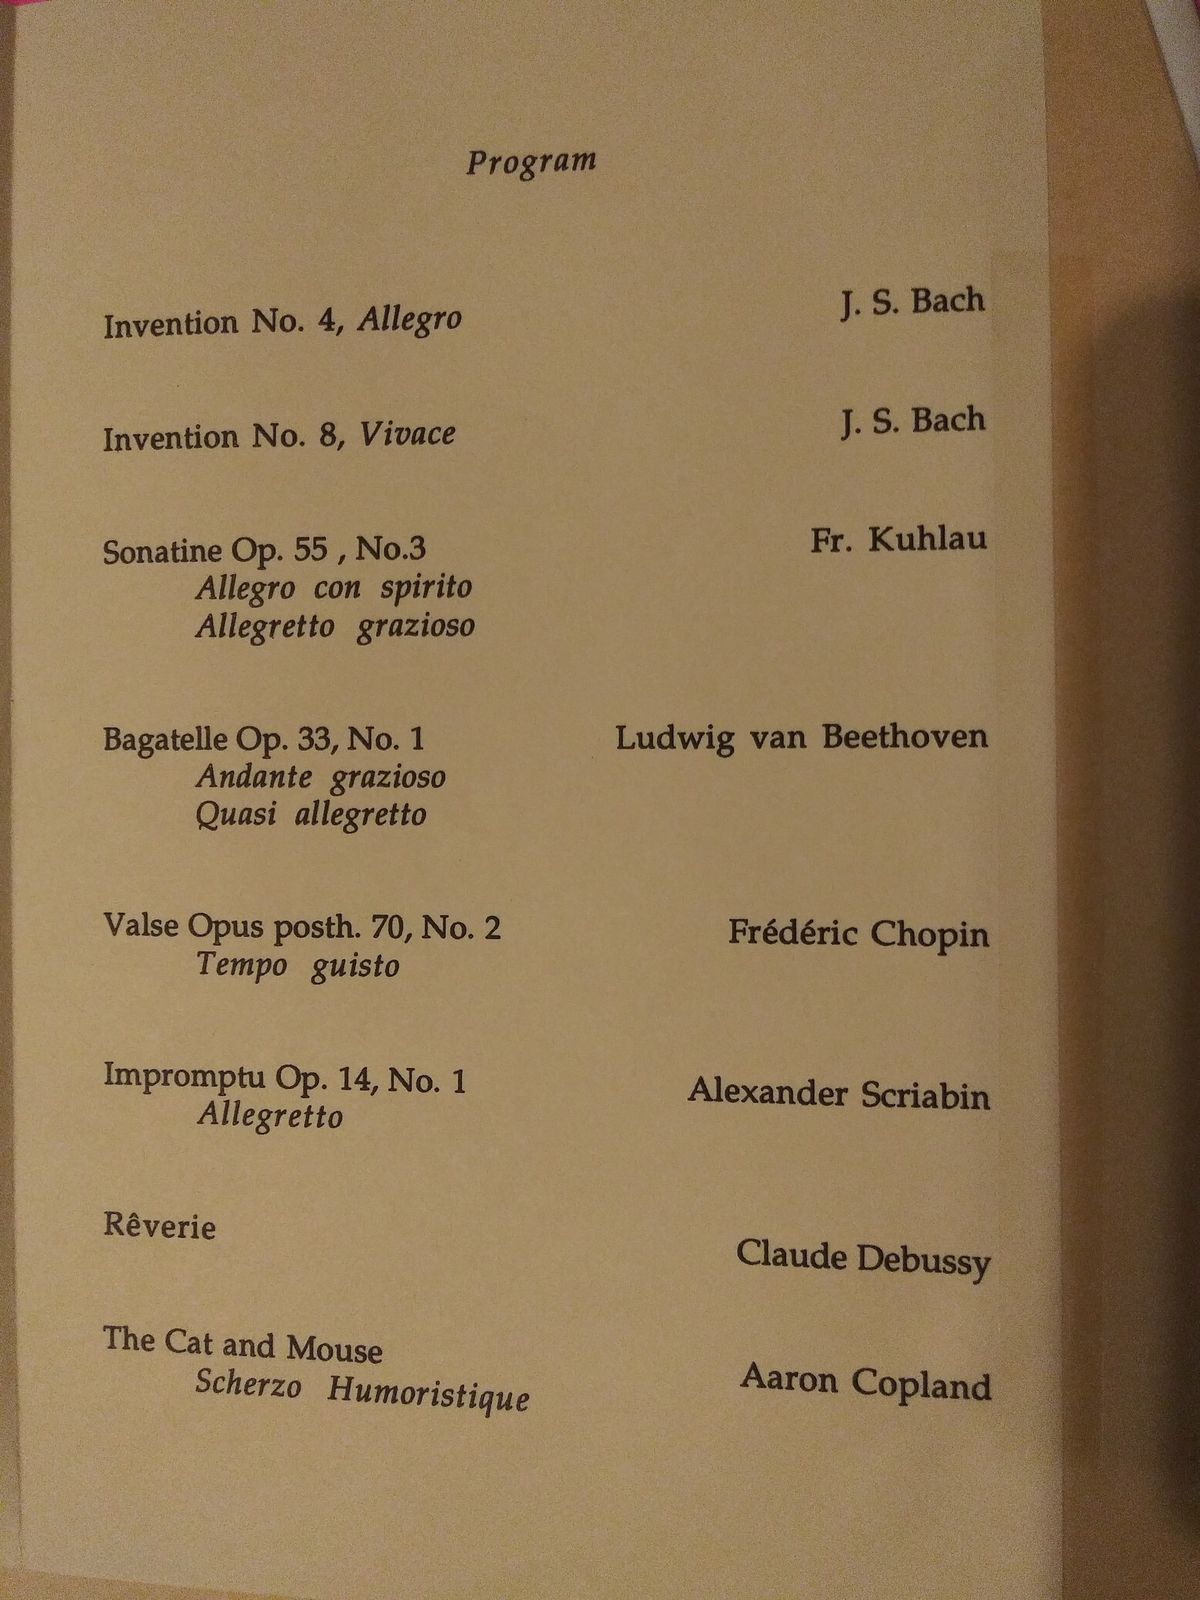 Program
Invention No. 4, Allegro J. S. Bach
Invention No. 8, Vivace J. S. Bach
Sonatine Op. 55 , No.3 Fr. Kuhlau
Allegro con spirito
Allegretto grazioso
Bagatelle Op. 33, No. 1 Ludwig van Beethoven
Andante grazioso
Quasi allegretto
Valse Opus posth. 70, No. 2 Frédéric Chopin
Tempo guisto
Impromptu Op. 14, No. 1 Alexander Scriabin
Allegretto
Rêverie Claude Debussy
The Cat and Mouse Aaron Copland
Scherzo Humoristique